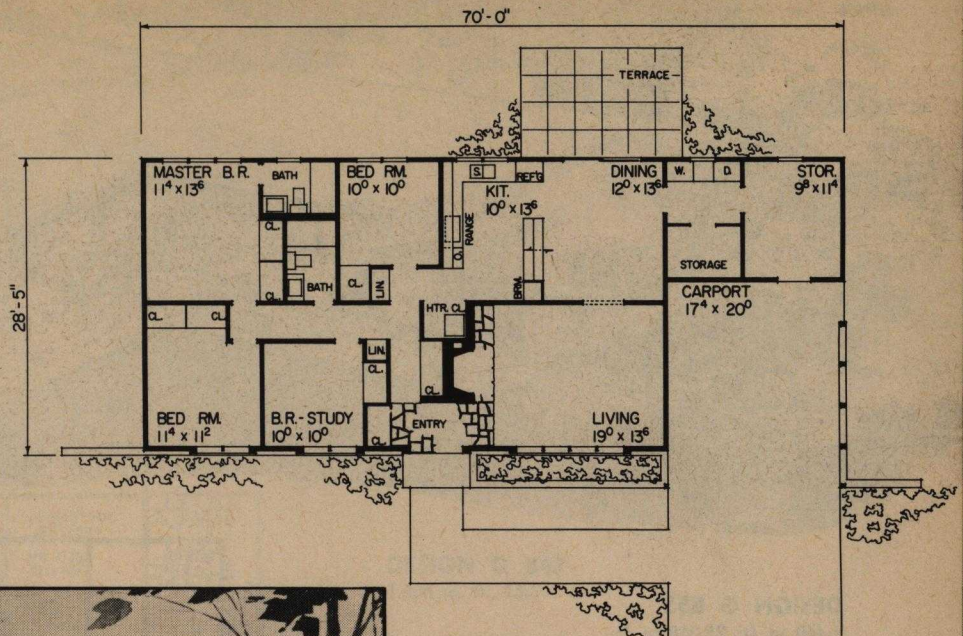 70'-0"
TERRACE
MASTER B.R.
11⁴ x 13⁶
BATH
BED RM.
10⁰ x 10⁰
S.
REF'G
KIT.
10⁰ x 13⁶
DINING
12⁰ x 13⁶
W.
D.
STOR.
9⁸ x 11⁴
RANGE
O.
CL.
CL.
BATH
CL.
LIN.
BRM.
STORAGE
28'-5"
CARPORT
17⁴ x 20⁰
CL.
CL.
HTR. CL.
LIN.
CL.
CL.
BED RM.
11⁴ x 11²
B.R.-STUDY
10⁰ x 10⁰
CL.
ENTRY
LIVING
19⁰ x 13⁶